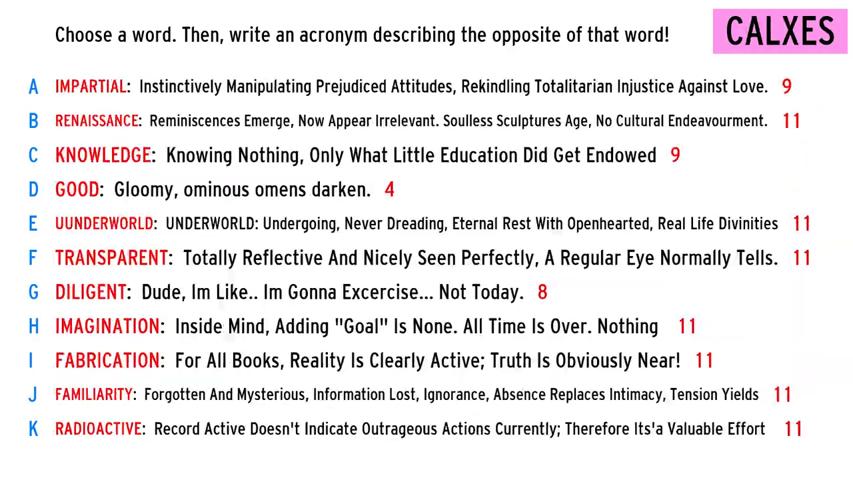 Choose a word. Then, write an acronym describing the opposite of that word!
CALXES
A IMPARTIAL: Instinctively Manipulating Prejudiced Attitudes, Rekindling Totalitarian Injustice Against Love. 9
B RENAISSANCE: Reminiscences Emerge, Now Appear Irrelevant. Soulless Sculptures Age, No Cultural Endeavourment. 11
C KNOWLEDGE: Knowing Nothing, Only What Little Education Did Get Endowed 9
D GOOD: Gloomy, ominous omens darken. 4
E UUNDERWORLD: UNDERWORLD: Undergoing, Never Dreading, Eternal Rest With Openhearted, Real Life Divinities 11
F TRANSPARENT: Totally Reflective And Nicely Seen Perfectly, A Regular Eye Normally Tells. 11
G DILIGENT: Dude, Im Like.. Im Gonna Excercise... Not Today. 8
H IMAGINATION: Inside Mind, Adding "Goal" Is None. All Time Is Over. Nothing 11
I FABRICATION: For All Books, Reality Is Clearly Active; Truth Is Obviously Near! 11
J FAMILIARITY: Forgotten And Mysterious, Information Lost, Ignorance, Absence Replaces Intimacy, Tension Yields 11
K RADIOACTIVE: Record Active Doesn't Indicate Outrageous Actions Currently; Therefore Its'a Valuable Effort 11